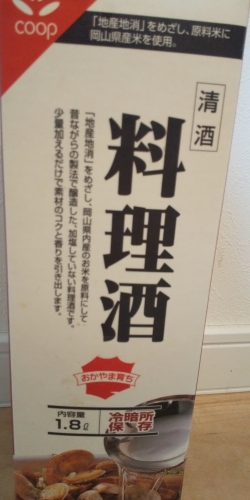 coop
「地産地消」をめざし、原料米に
岡山県産米を使用。
清酒
料理酒
「地産地消」をめざし、岡山県内産のお米を原料にして
昔ながらの製法で醸造した、加塩していない料理酒です。
少量加えるだけで素材のコクと香りを引き出します。
おかやま育ち
内容量
1.8ℓ
冷暗所
保存